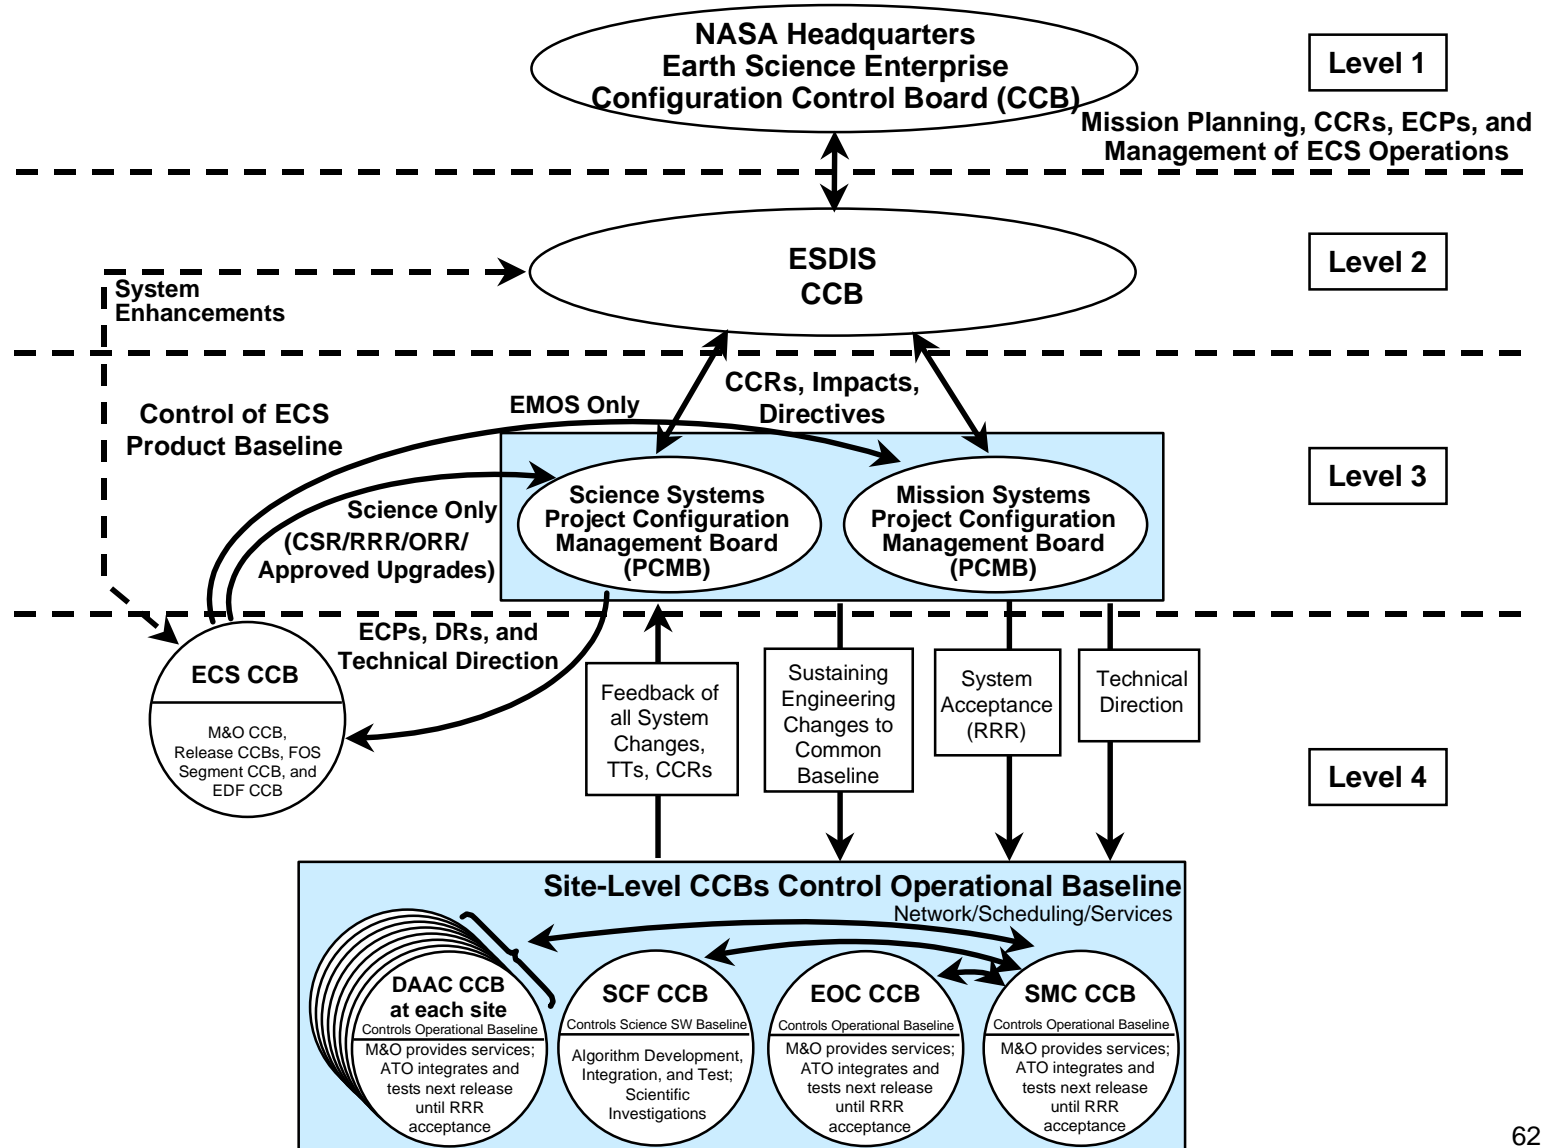 NASA Headquarters
Earth Science Enterprise
Configuration Control Board (CCB)
Level 1
Mission Planning, CCRs, ECPs, and
Management of ECS Operations
ESDIS
CCB
Level 2
System
Enhancements
CCRs, Impacts,
Directives
EMOS Only
Control of ECS
Product Baseline
Science Only
(CSR/RRR/ORR/
Approved Upgrades)
Science Systems
Project Configuration
Management Board
(PCMB)
Mission Systems
Project Configuration
Management Board
(PCMB)
Level 3
ECPs, DRs, and
Technical Direction
ECS CCB
M&O CCB,
Release CCBs, FOS
Segment CCB, and
EDF CCB
Feedback of
all System
Changes,
TTs, CCRs
Sustaining
Engineering
Changes to
Common
Baseline
System
Acceptance
(RRR)
Technical
Direction
Level 4
Site-Level CCBs Control Operational Baseline
Network/Scheduling/Services
DAAC CCB
at each site
Controls Operational Baseline
M&O provides services;
ATO integrates and
tests next release
until RRR
acceptance
SCF CCB
Controls Science SW Baseline
Algorithm Development,
Integration, and Test;
Scientific
Investigations
EOC CCB
Controls Operational Baseline
M&O provides services;
ATO integrates and
tests next release
until RRR
acceptance
SMC CCB
Controls Operational Baseline
M&O provides services;
ATO integrates and
tests next release
until RRR
acceptance
62